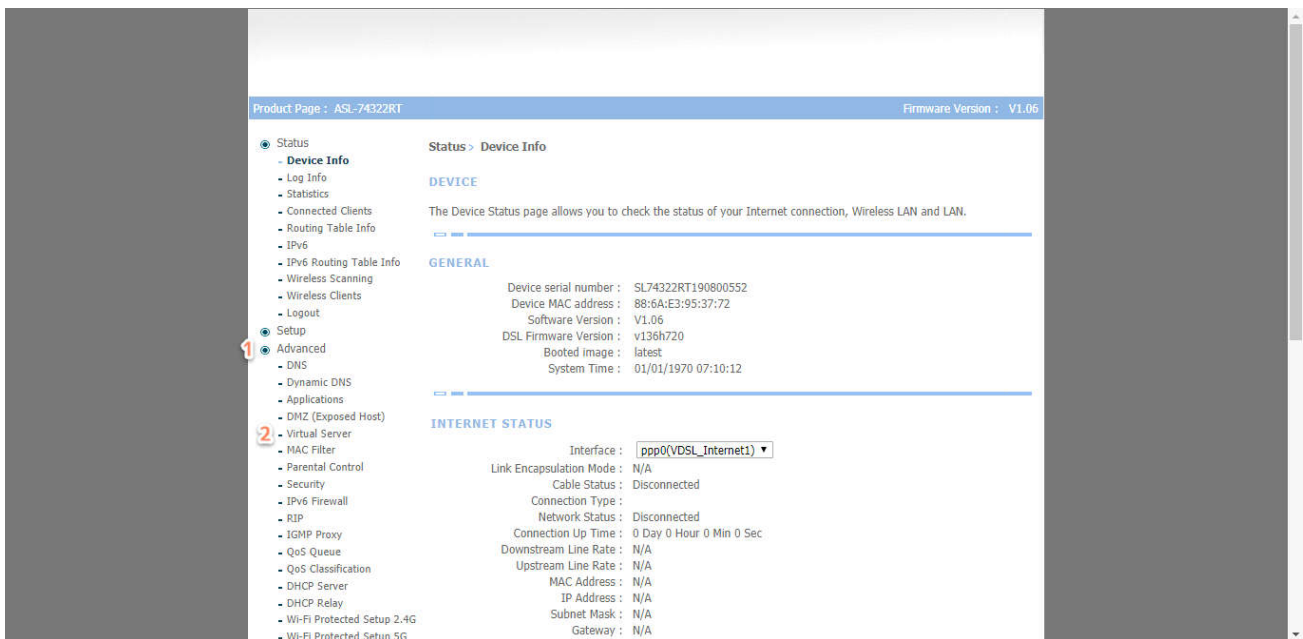 Product Page : ASL-74322RT
Firmware Version : V1.06
Status
- Device Info
- Log Info
- Statistics
- Connected Clients
- Routing Table Info
- IPv6
- IPv6 Routing Table Info
- Wireless Scanning
- Wireless Clients
- Logout
Setup
1 Advanced
- DNS
- Dynamic DNS
- Applications
- DMZ (Exposed Host)
2 - Virtual Server
- MAC Filter
- Parental Control
- Security
- IPv6 Firewall
- RIP
- IGMP Proxy
- QoS Queue
- QoS Classification
- DHCP Server
- DHCP Relay
- Wi-Fi Protected Setup 2.4G
- Wi-Fi Protected Setup 5G
Status > Device Info
DEVICE
The Device Status page allows you to check the status of your Internet connection, Wireless LAN and LAN.
GENERAL
Device serial number : SL74322RT190800552
Device MAC address : 88:6A:E3:95:37:72
Software Version : V1.06
DSL Firmware Version : v136h720
Booted image : latest
System Time : 01/01/1970 07:10:12
INTERNET STATUS
Interface : ppp0(VDSL_Internet1)
Link Encapsulation Mode : N/A
Cable Status : Disconnected
Connection Type :
Network Status : Disconnected
Connection Up Time : 0 Day 0 Hour 0 Min 0 Sec
Downstream Line Rate : N/A
Upstream Line Rate : N/A
MAC Address : N/A
IP Address : N/A
Subnet Mask : N/A
Gateway : N/A